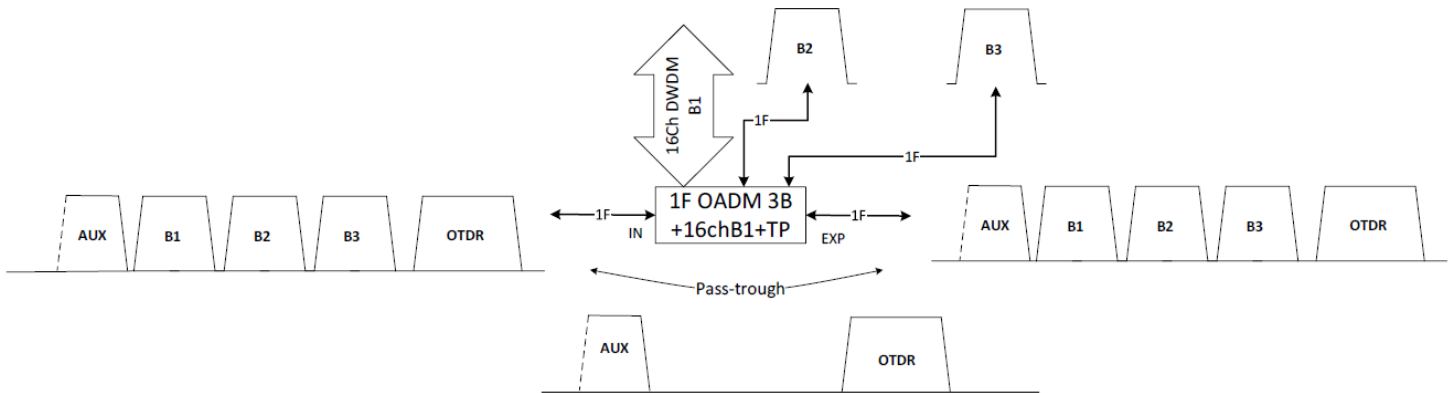 B2
B3
16Ch DWDM
B1
1F
1F
1F OADM 3B
+16chB1+TP
1F
IN
1F
EXP
AUX
B1
B2
B3
OTDR
AUX
B1
B2
B3
OTDR
Pass-trough
AUX
OTDR